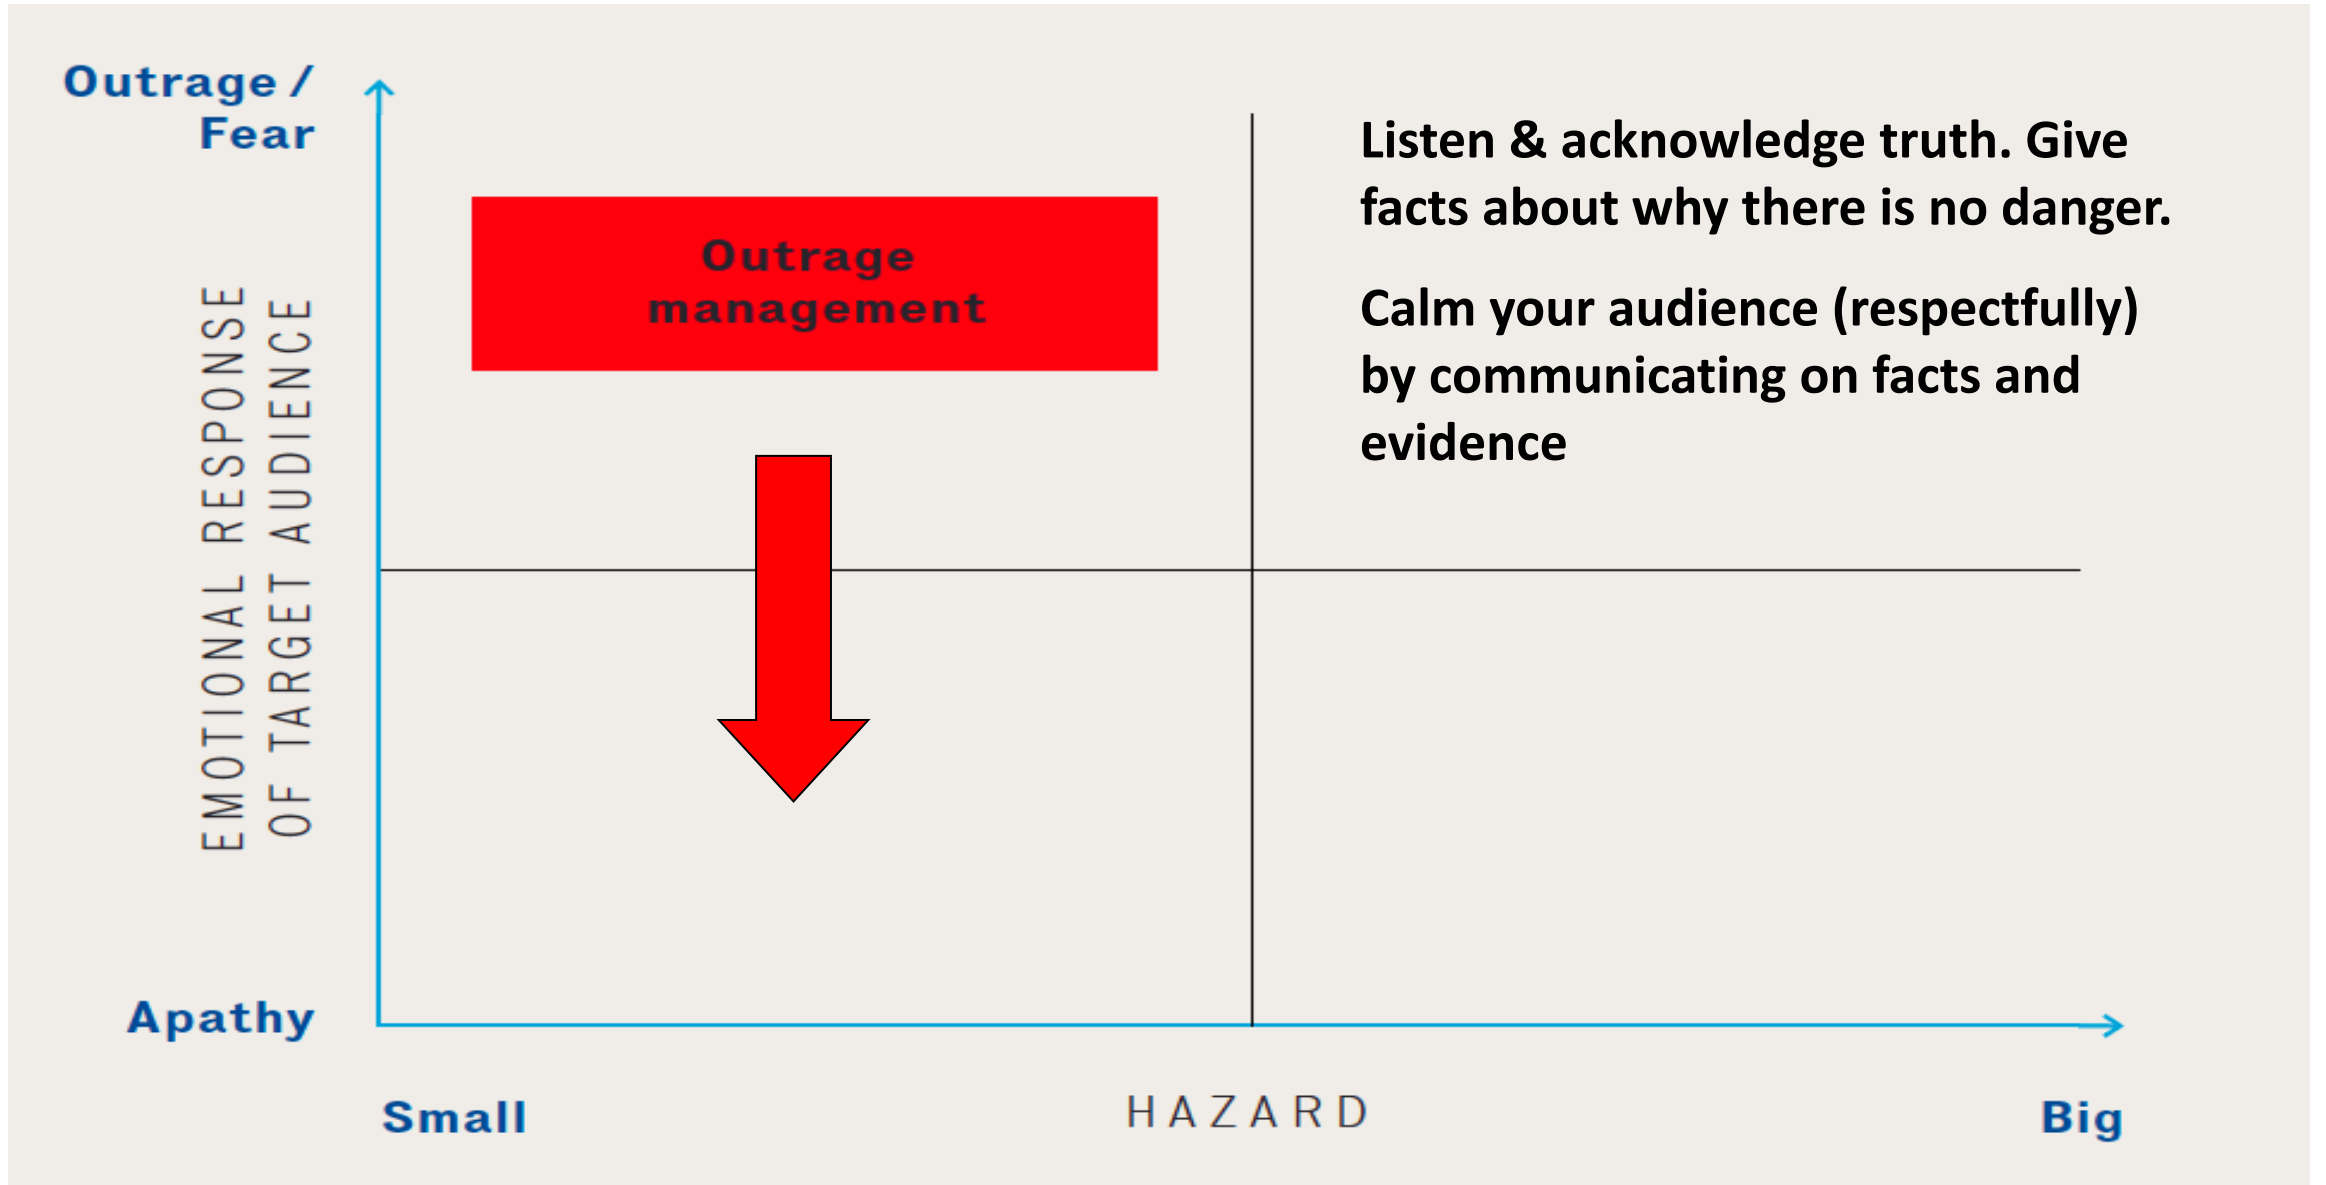 Outrage /
Fear
Listen & acknowledge truth. Give
facts about why there is no danger.
Outrage
management
Calm your audience (respectfully)
by communicating on facts and
evidence
EMOTIONAL RESPONSE
OF TARGET AUDIENCE
Apathy
Small
HAZARD
Big